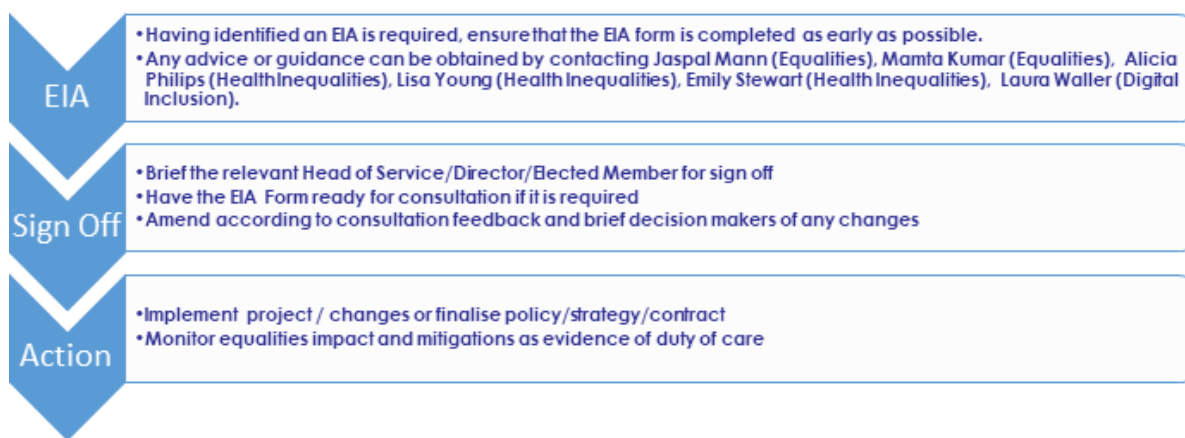 EIA
•Having identified an EIA is required, ensure that the EIA form is completed as early as possible.
•Any advice or guidance can be obtained by contacting Jaspal Mann (Equalities), Mamta Kumar (Equalities), Alicia
Philips (Health Inequalities), Lisa Young (Health Inequalities), Emily Stewart (Health Inequalities), Laura Waller (Digital
Inclusion).
Sign Off
•Brief the relevant Head of Service/Director/Elected Member for sign off
•Have the EIA Form ready for consultation if it is required
•Amend according to consultation feedback and brief decision makers of any changes
Action
•Implement project / changes or finalise policy/strategy/contract
•Monitor equalities impact and mitigations as evidence of duty of care